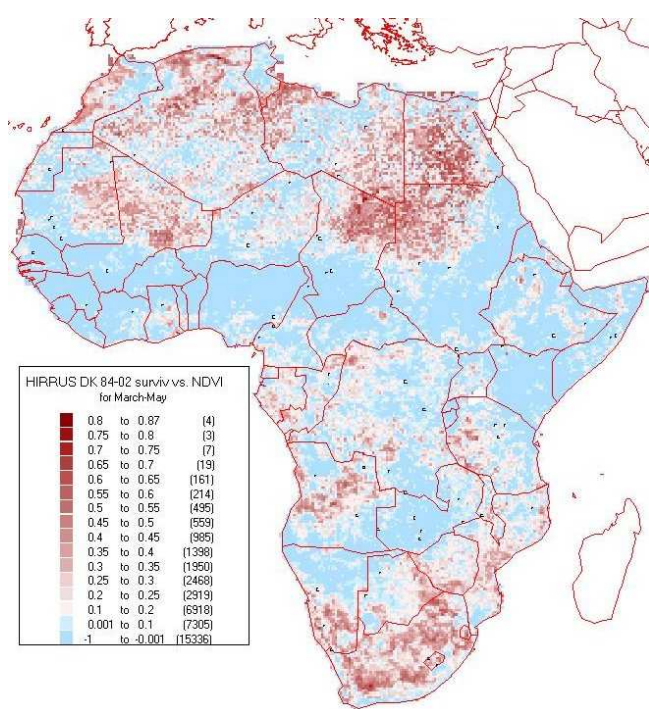 HIRRUS DK 84-02 surviv vs. NDVI
for March-May
0.8 to 0.87 (4)
0.75 to 0.8 (3)
0.7 to 0.75 (7)
0.65 to 0.7 (19)
0.6 to 0.65 (161)
0.55 to 0.6 (214)
0.5 to 0.55 (495)
0.45 to 0.5 (559)
0.4 to 0.45 (985)
0.35 to 0.4 (1398)
0.3 to 0.35 (1950)
0.25 to 0.3 (2468)
0.2 to 0.25 (2919)
0.1 to 0.2 (6918)
0.001 to 0.1 (7305)
-1 to -0.001 (15336)